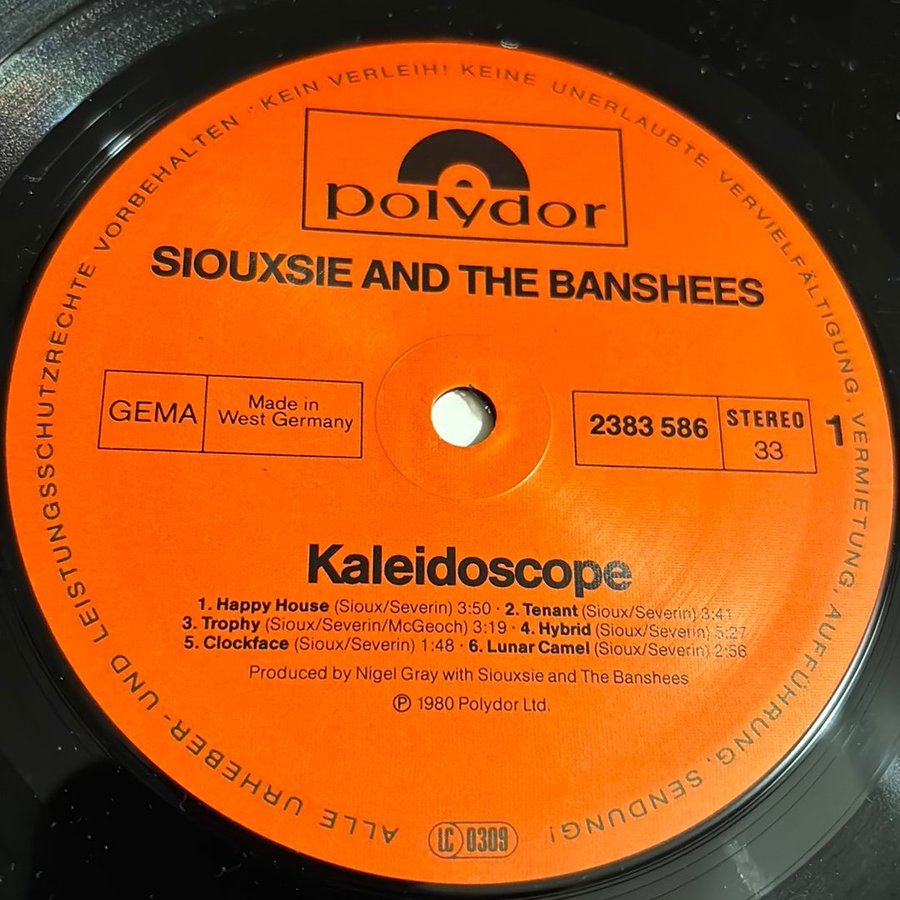 ALLE URHEBER- UND LEISTUNGSSCHUTZRECHTE VORBEHALTEN · KEIN VERLEIH! KEINE UNERLAUBTE VERVIELFÄLTIGUNG, VERMIETUNG, AUFFÜHRUNG, SENDUNG!
polydor
SIOUXSIE AND THE BANSHEES
GEMA
Made in
West Germany
2383 586
STEREO
33
1
Kaleidoscope
1. Happy House (Sioux/Severin) 3:50 · 2. Tenant (Sioux/Severin) 3:41
3. Trophy (Sioux/Severin/McGeoch) 3:19 · 4. Hybrid (Sioux/Severin) 5:27
5. Clockface (Sioux/Severin) 1:48 · 6. Lunar Camel (Sioux/Severin) 2:56
Produced by Nigel Gray with Siouxsie and The Banshees
℗ 1980 Polydor Ltd.
LC 0309